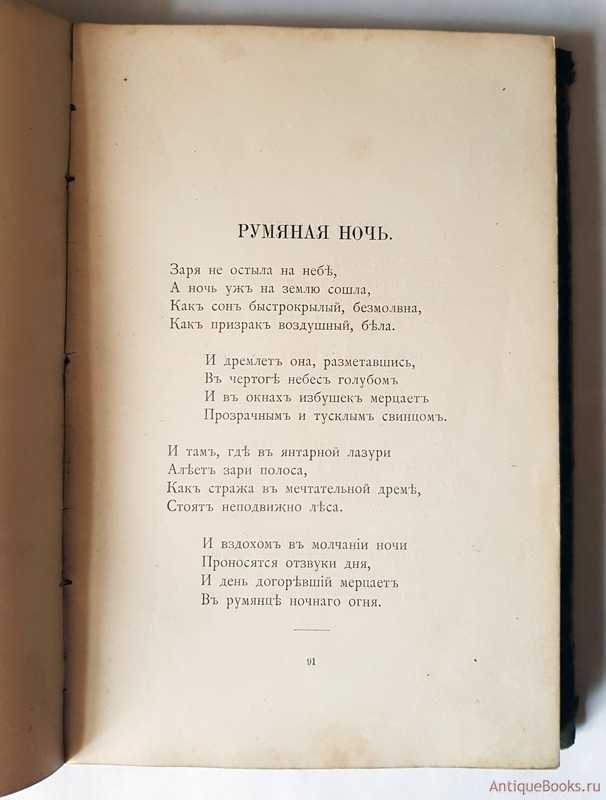 РУМЯНАЯ НОЧЬ.
Заря не остыла на небѣ,
А ночь ужъ на землю сошла,
Какъ сон быстрокрылый, безмолвна,
Какъ призракъ воздушный, бѣла.
И дремлетъ она, разметавшись,
Въ чертогѣ небесъ голубомъ
И въ окнахъ избушекъ мерцаетъ
Прозрачнымъ и тусклымъ свинцомъ.
И тамъ, гдѣ въ янтарной лазури
Алѣетъ зари полоса,
Какъ стража въ мечтательной дремѣ,
Стоятъ неподвижно лѣса.
И вздохомъ въ молчаніи ночи
Проносятся отзвуки дня,
И день догорѣвшій мерцаетъ
Въ румянцѣ ночнаго огня.
91
AntiqueBooks.ru